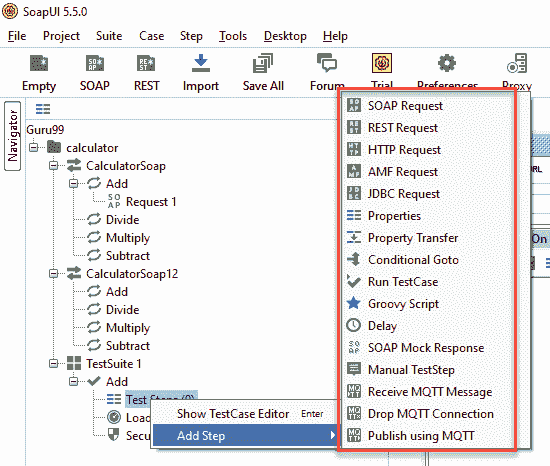 SoapUI 5.5.0
File Project Suite Case Step Tools Desktop Help
Empty SOAP REST Import Save All Forum Trial Preferences Proxy
Navigator
Guru99
calculator
CalculatorSoap
Add
Request 1
Divide
Multiply
Subtract
CalculatorSoap12
Add
Divide
Multiply
Subtract
TestSuite 1
Add
Test Steps (0)
Load
Secu
Show TestCase Editor Enter
Add Step
SOAP Request
REST Request
HTTP Request
AMF Request
JDBC Request
Properties
Property Transfer
Conditional Goto
Run TestCase
Groovy Script
Delay
SOAP Mock Response
Manual TestStep
Receive MQTT Message
Drop MQTT Connection
Publish using MQTT
URL
On